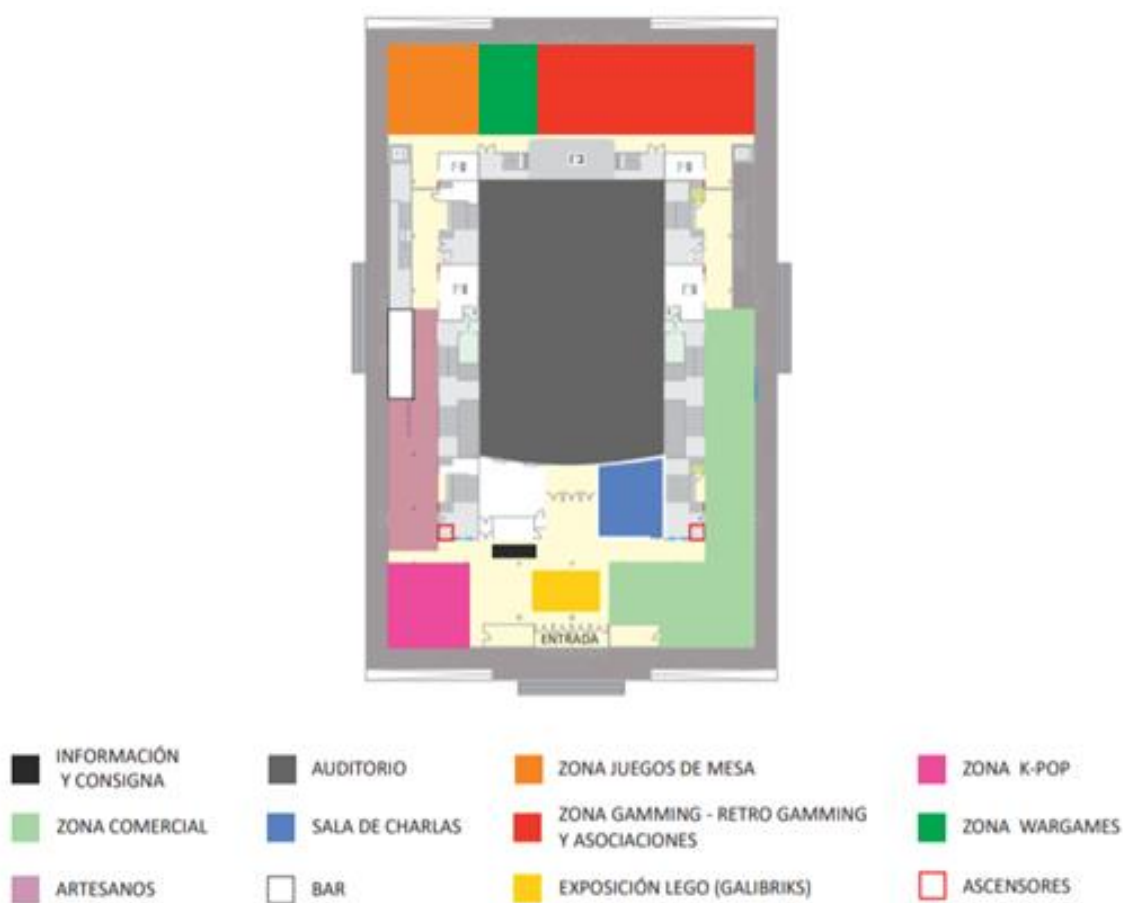 ENTRADA
INFORMACIÓN
Y CONSIGNA
AUDITORIO
ZONA JUEGOS DE MESA
ZONA K-POP
ZONA COMERCIAL
SALA DE CHARLAS
ZONA GAMMING - RETRO GAMMING
Y ASOCIACIONES
ZONA WARGAMES
ARTESANOS
BAR
EXPOSICIÓN LEGO (GALIBRIKS)
ASCENSORES